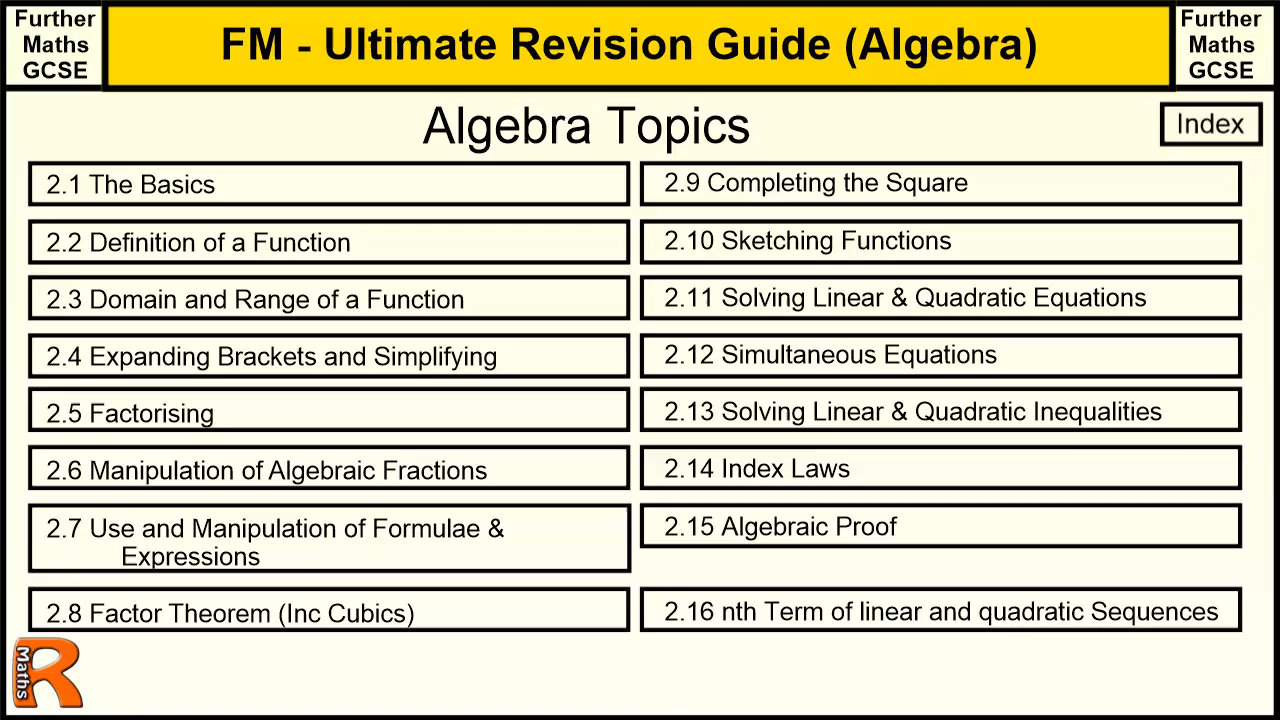 Further
Maths
GCSE
FM - Ultimate Revision Guide (Algebra)
Further
Maths
GCSE
Algebra Topics
Index
2.1 The Basics
2.2 Definition of a Function
2.3 Domain and Range of a Function
2.4 Expanding Brackets and Simplifying
2.5 Factorising
2.6 Manipulation of Algebraic Fractions
2.7 Use and Manipulation of Formulae &
Expressions
2.8 Factor Theorem (Inc Cubics)
2.9 Completing the Square
2.10 Sketching Functions
2.11 Solving Linear & Quadratic Equations
2.12 Simultaneous Equations
2.13 Solving Linear & Quadratic Inequalities
2.14 Index Laws
2.15 Algebraic Proof
2.16 nth Term of linear and quadratic Sequences
R
Maths